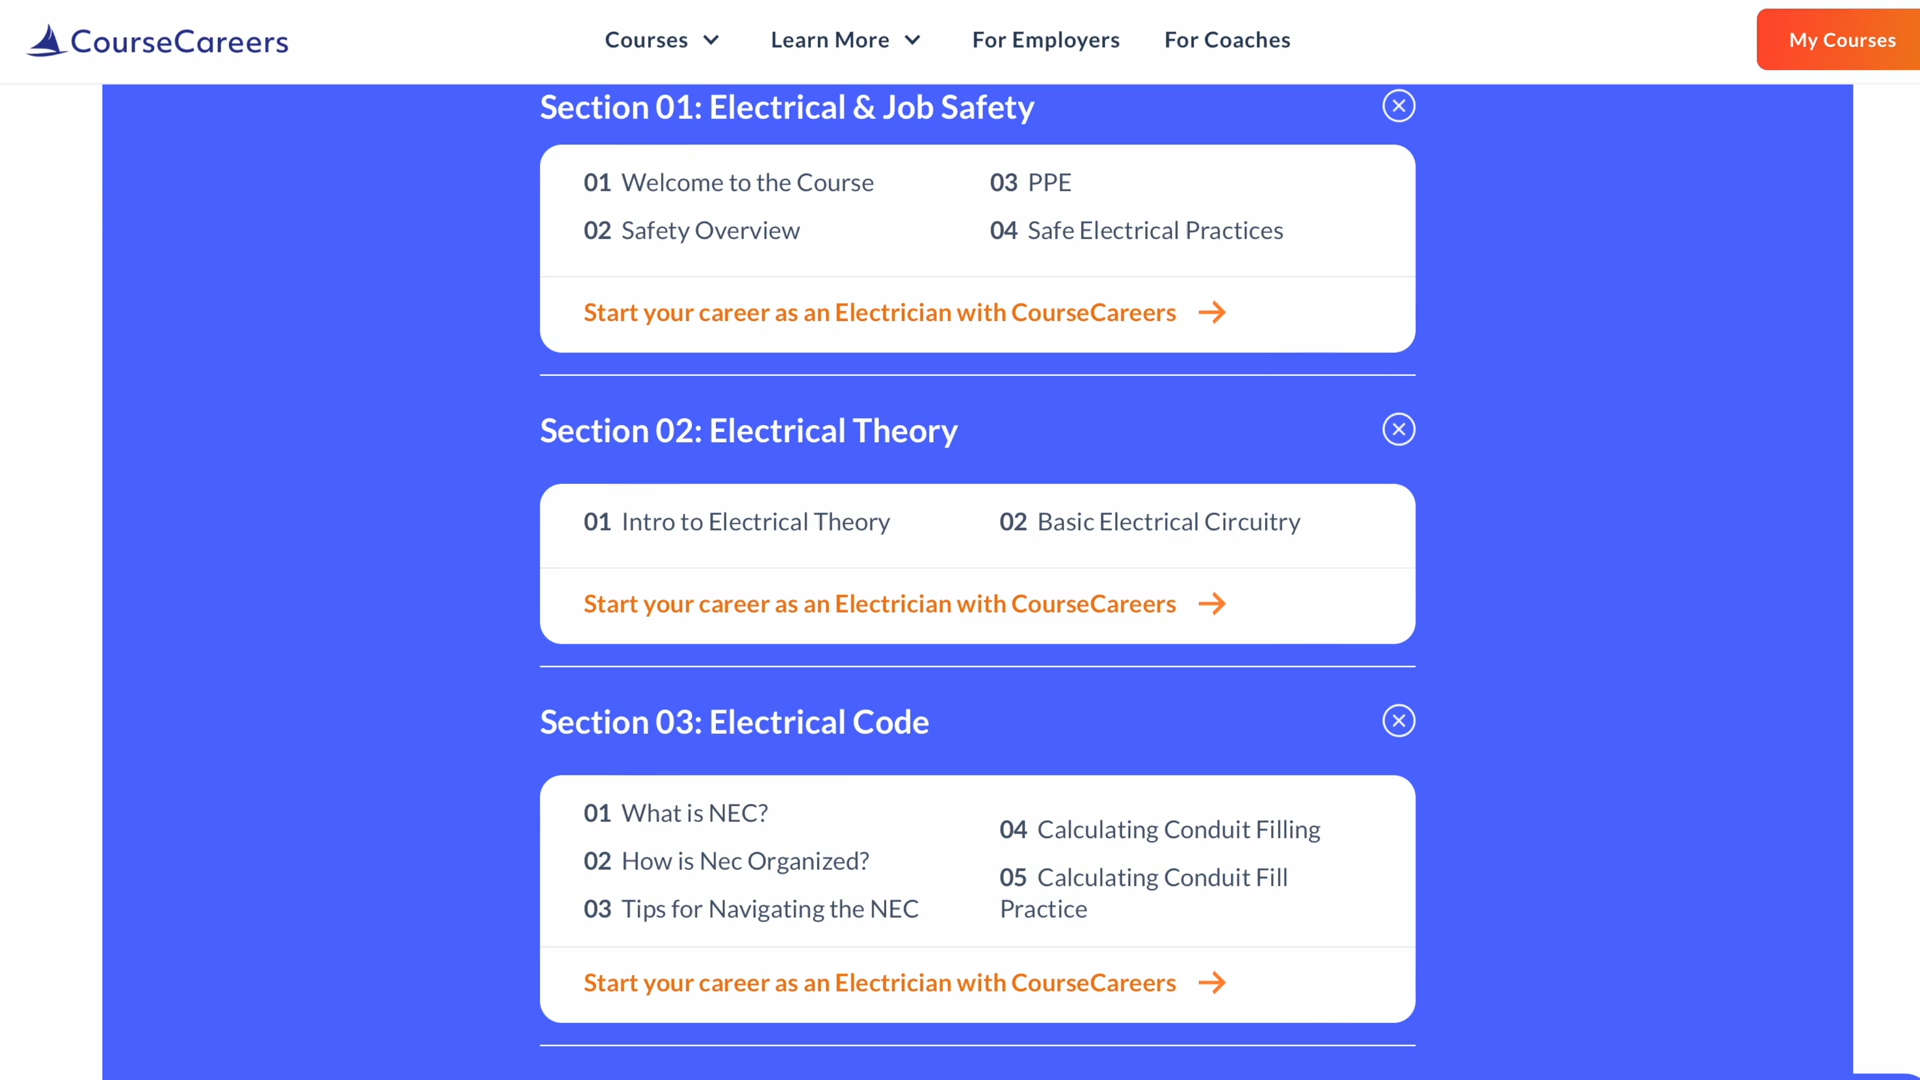 CourseCareers
Courses
Learn More
For Employers
For Coaches
My Courses
Section 01: Electrical & Job Safety
01 Welcome to the Course
02 Safety Overview
03 PPE
04 Safe Electrical Practices
Start your career as an Electrician with CourseCareers
Section 02: Electrical Theory
01 Intro to Electrical Theory
02 Basic Electrical Circuitry
Start your career as an Electrician with CourseCareers
Section 03: Electrical Code
01 What is NEC?
02 How is Nec Organized?
03 Tips for Navigating the NEC
04 Calculating Conduit Filling
05 Calculating Conduit Fill
Practice
Start your career as an Electrician with CourseCareers